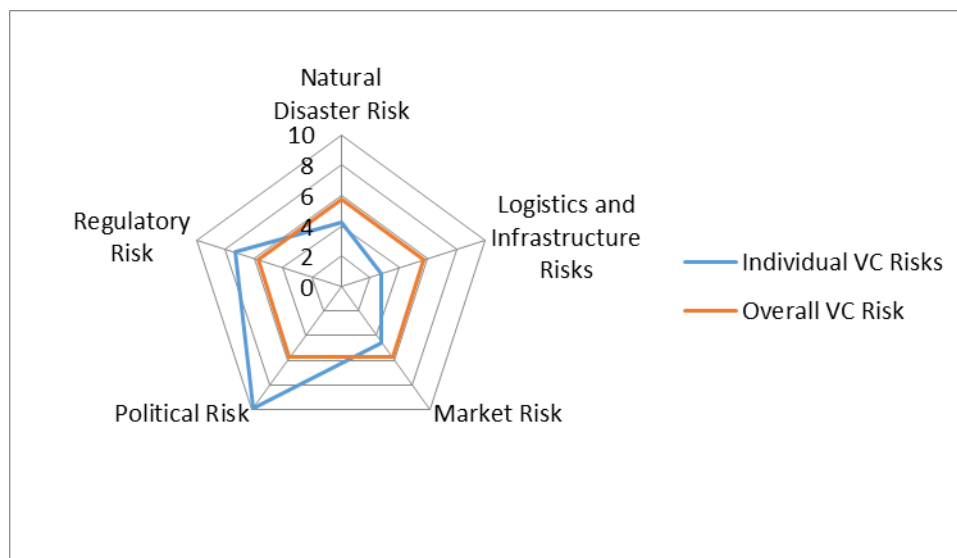 Natural
Disaster Risk
10
8
6
4
2
0
Logistics and
Infrastructure
Risks
Regulatory
Risk
Individual VC Risks
Overall VC Risk
Political Risk
Market Risk